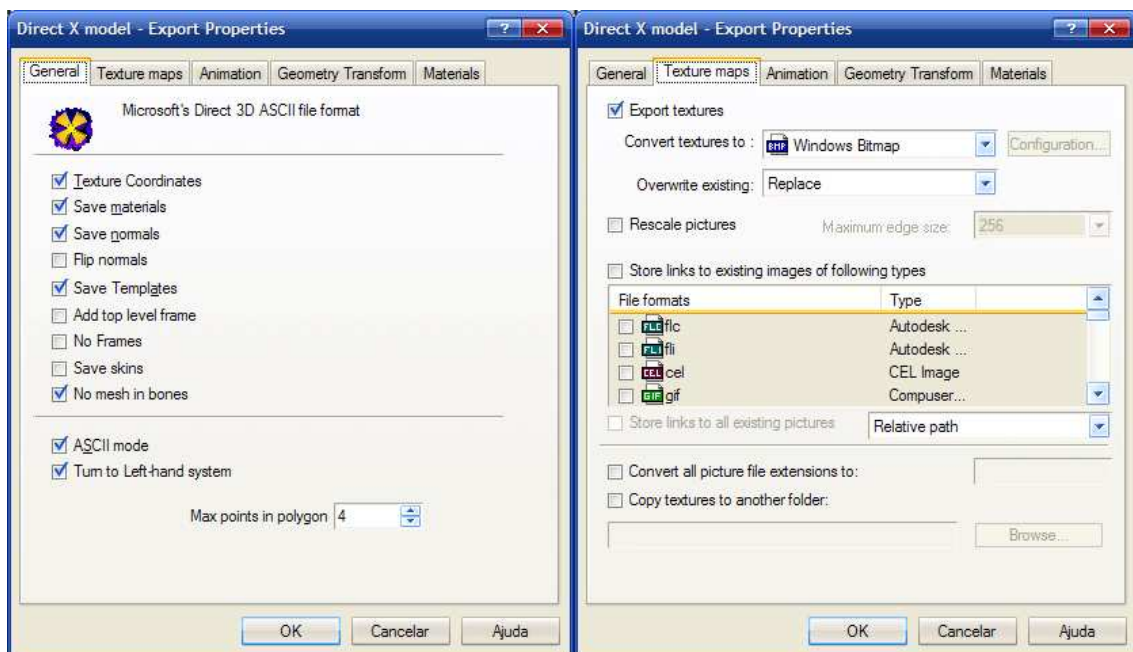 Direct X model - Export Properties
General Texture maps Animation Geometry Transform Materials
Microsoft's Direct 3D ASCII file format
Texture Coordinates
Save materials
Save normals
Flip normals
Save Templates
Add top level frame
No Frames
Save skins
No mesh in bones
ASCII mode
Turn to Left-hand system
Max points in polygon 4
OK Cancelar Ajuda
Direct X model - Export Properties
General Texture maps Animation Geometry Transform Materials
Export textures
Convert textures to : BMP Windows Bitmap Configuration...
Overwrite existing: Replace
Rescale pictures Maximum edge size: 256
Store links to existing images of following types
File formats Type
FLC flc Autodesk ...
FLI fli Autodesk ...
CEL cel CEL Image
GIF gif Compuser...
Store links to all existing pictures Relative path
Convert all picture file extensions to:
Copy textures to another folder:
Browse...
OK Cancelar Ajuda